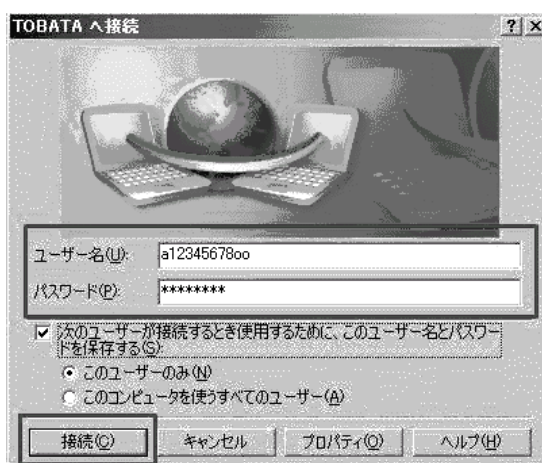 TOBATA へ接続
ユーザー名(U):
a12345678oo
パスワード(P):
********
次のユーザーが接続するとき使用するために、このユーザー名とパスワー
ドを保存する(S):
このユーザーのみ(N)
このコンピュータを使うすべてのユーザー(A)
接続(C) キャンセル プロパティ(O) ヘルプ(H)